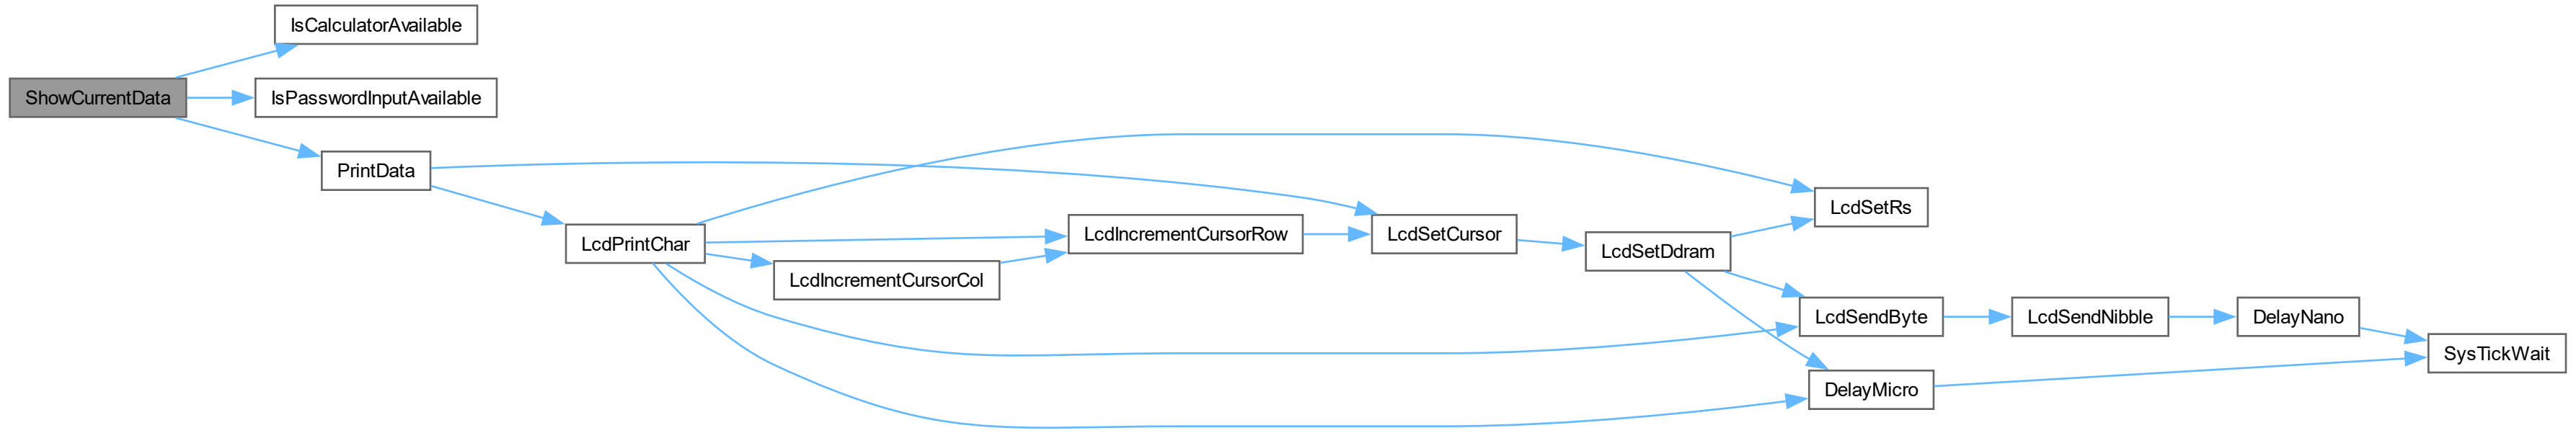 IsCalculatorAvailable
ShowCurrentData
IsPasswordInputAvailable
PrintData
LcdPrintChar
LcdIncrementCursorRow
LcdIncrementCursorCol
LcdSetCursor
LcdSetDdram
LcdSetRs
LcdSendByte
LcdSendNibble
DelayNano
DelayMicro
SysTickWait